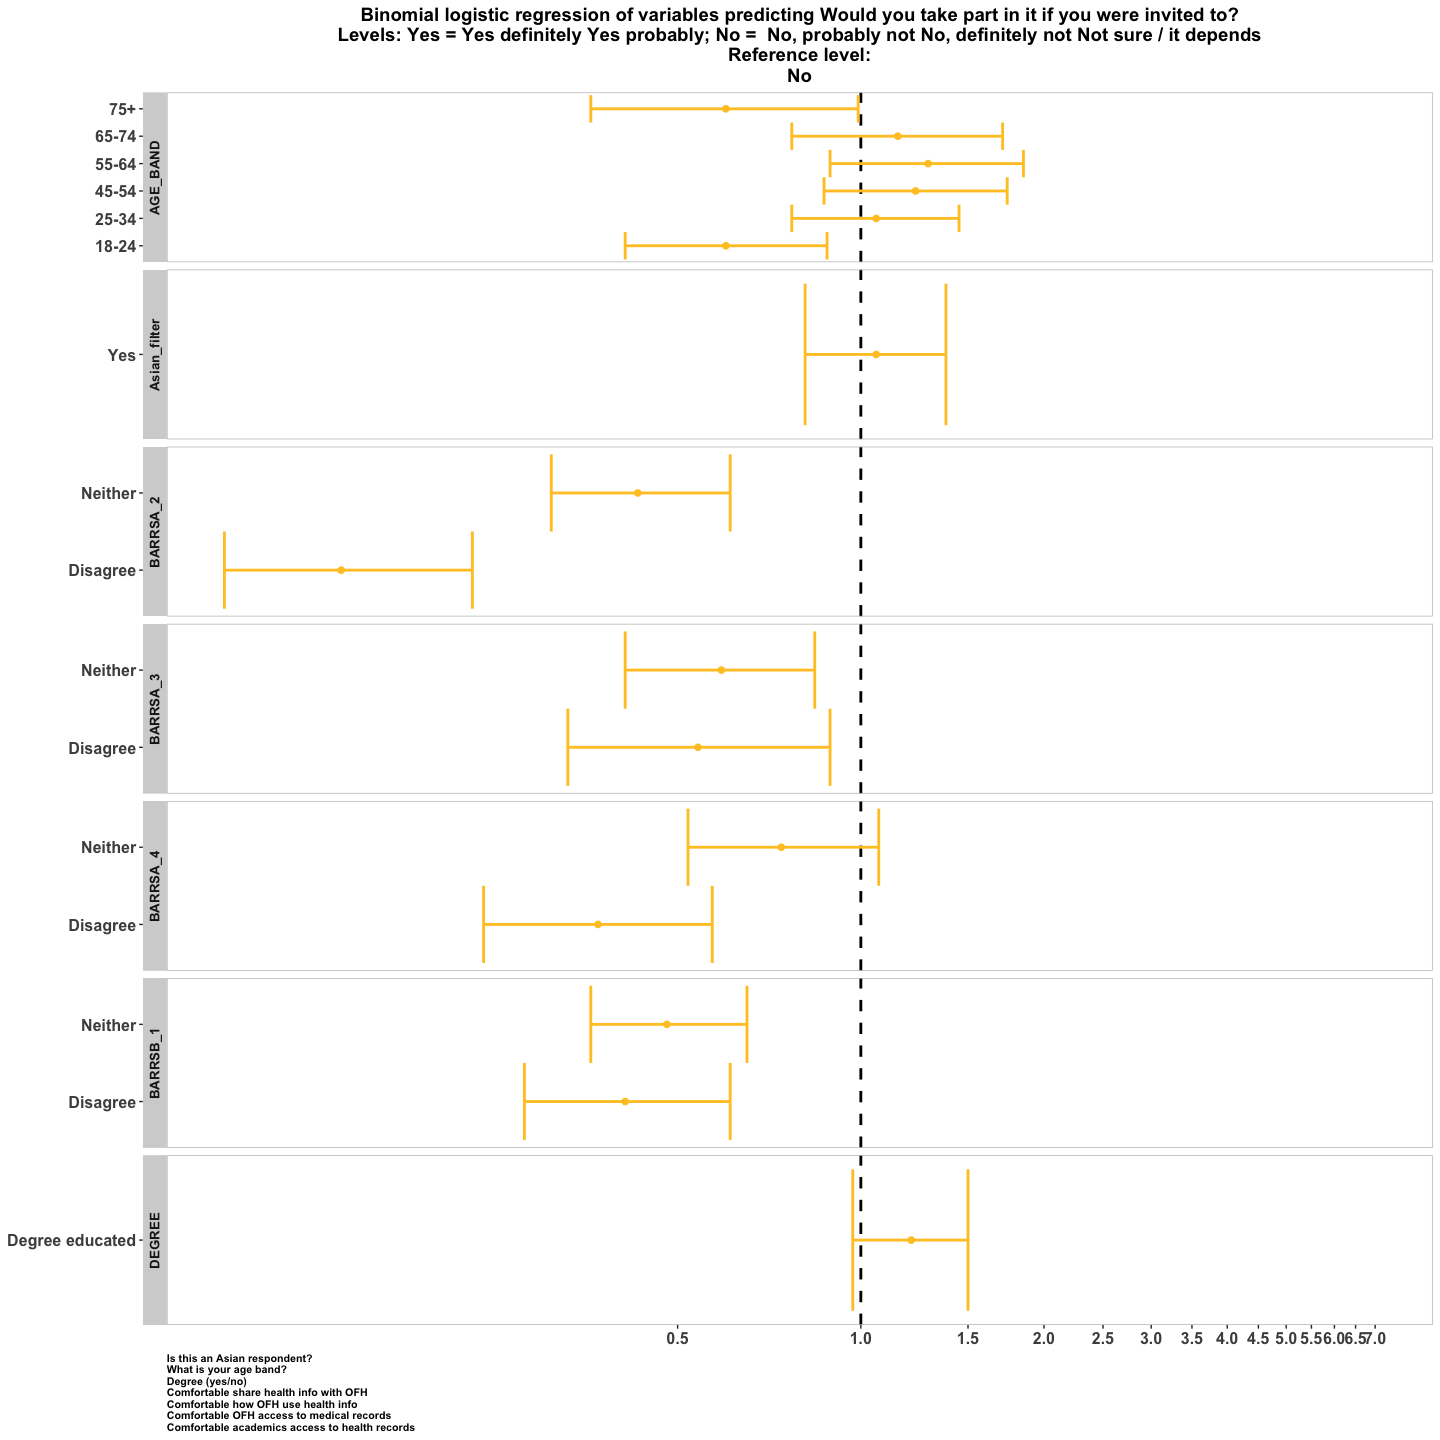 Binomial logistic regression of variables predicting Would you take part in it if you were invited to?
Levels: Yes = Yes definitely Yes probably; No =  No, probably not No, definitely not Not sure / it depends
Reference level:
No
AGE_BAND
75+
65-74
55-64
45-54
25-34
18-24
Asian_filter
Yes
BARRSA_2
Neither
Disagree
BARRSA_3
Neither
Disagree
BARRSA_4
Neither
Disagree
BARRSB_1
Neither
Disagree
DEGREE
Degree educated
0.5 1.0 1.5 2.0 2.5 3.0 3.5 4.0 4.5 5.0 5.5 6.0 6.5 7.0
Is this an Asian respondent?
What is your age band?
Degree (yes/no)
Comfortable share health info with OFH
Comfortable how OFH use health info
Comfortable OFH access to medical records
Comfortable academics access to health records